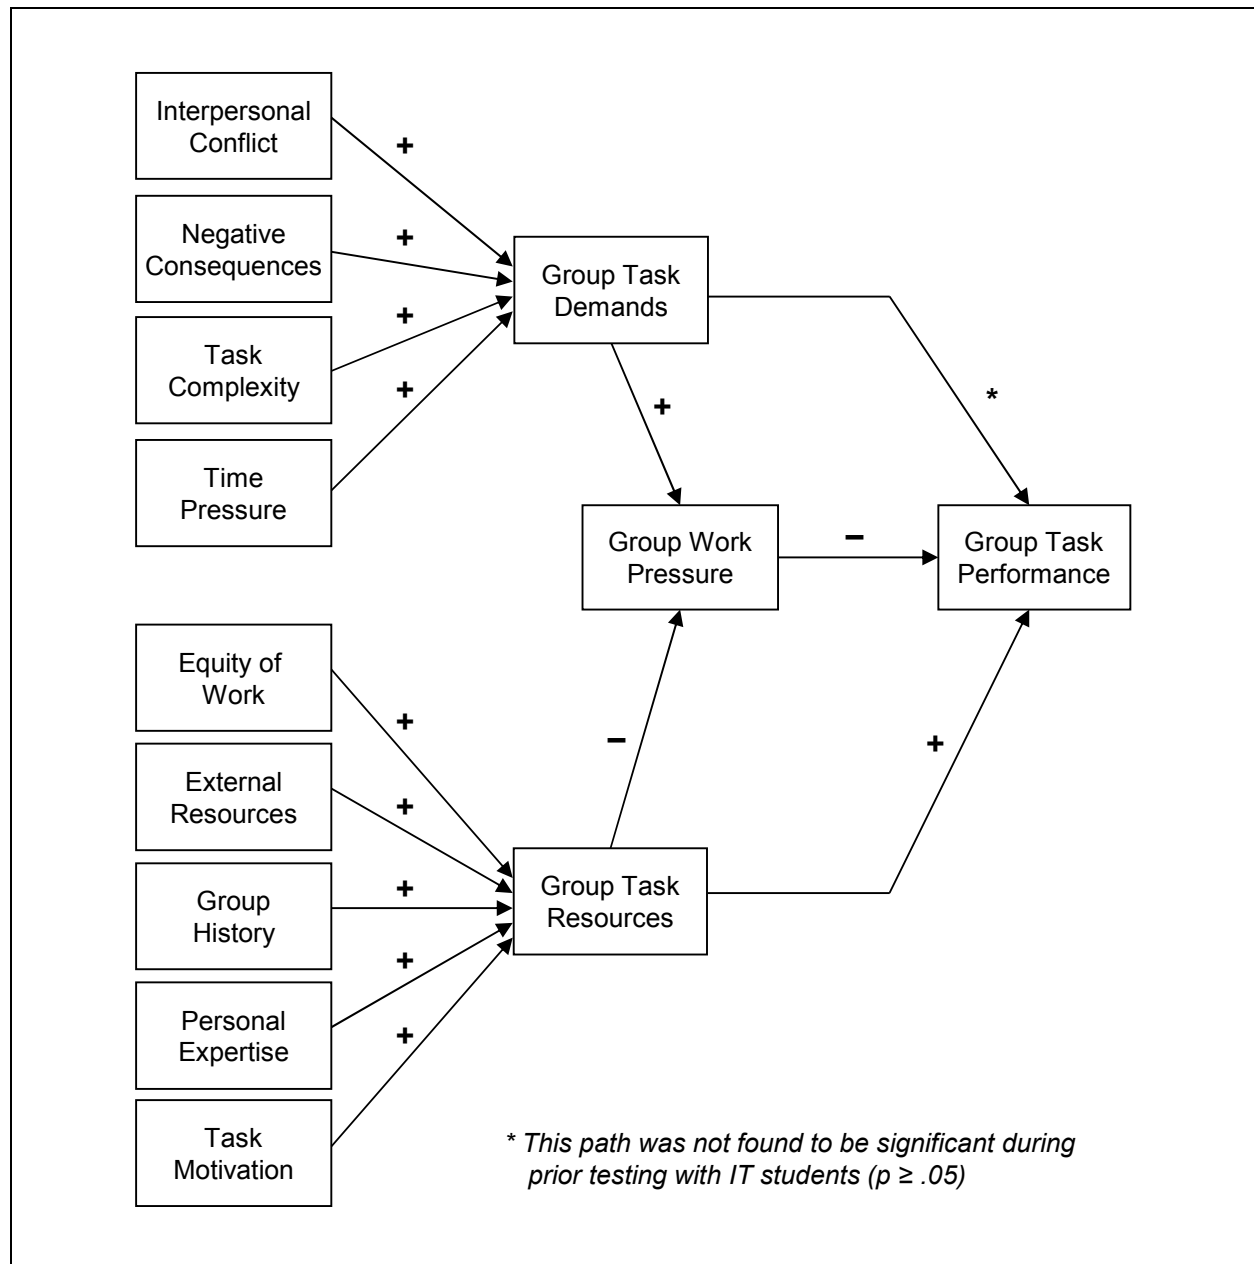 Interpersonal
Conflict
+
Negative
Consequences
+
Task
Complexity
+
Time
Pressure
+
Group Task
Demands
+
*
Group Work
Pressure
–
Group Task
Performance
Equity of
Work
+
External
Resources
+
Group
History
+
Personal
Expertise
+
Task
Motivation
+
Group Task
Resources
–
+
* This path was not found to be significant during
prior testing with IT students (p ≥ .05)